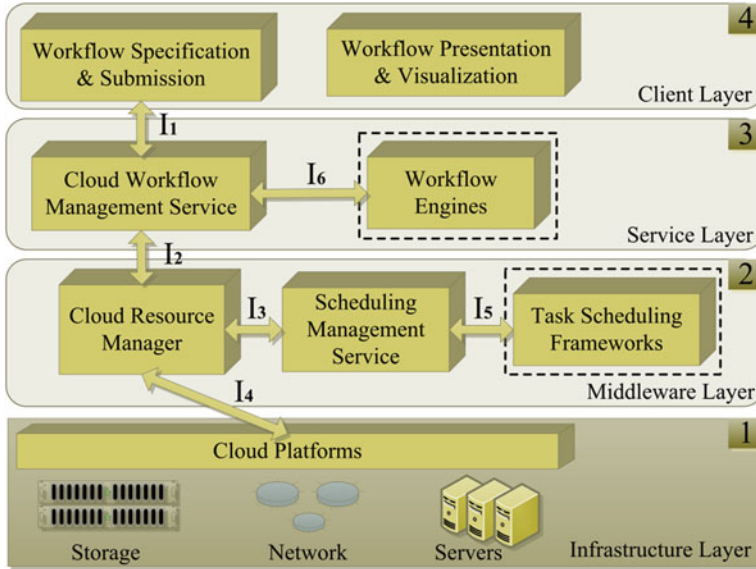 4
Workflow Specification
& Submission
Workflow Presentation
& Visualization
Client Layer
I1
3
Cloud Workflow
Management Service
I6
Workflow
Engines
Service Layer
I2
2
Cloud Resource
Manager
I3
Scheduling
Management
Service
I5
Task Scheduling
Frameworks
Middleware Layer
I4
1
Cloud Platforms
Storage
Network
Servers
Infrastructure Layer